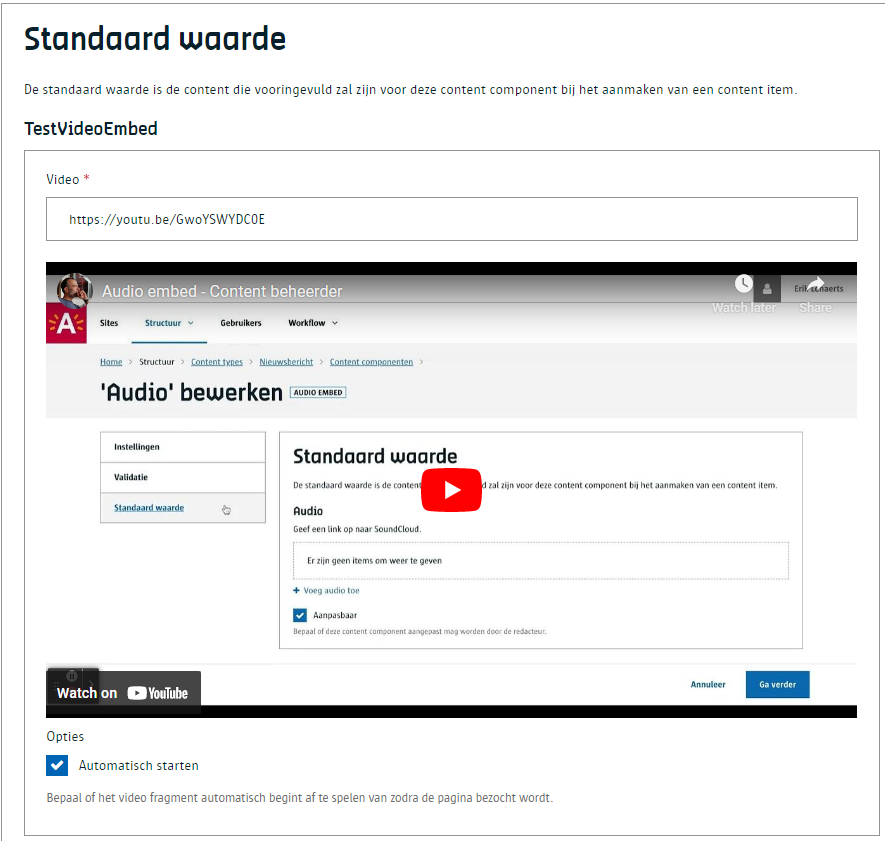 Standaard waarde
De standaard waarde is de content die vooringevuld zal zijn voor deze content component bij het aanmaken van een content item.
TestVideoEmbed
Video *
https://youtu.be/GwoYSWYDC0E
Audio embed - Content beheerder
Watch later
Share
A
Sites Structuur Gebruikers Workflow
Home > Structuur > Content types > Nieuwsbericht > Content componenten >
'Audio' bewerken AUDIO EMBED
Instellingen
Validatie
Standaard waarde
Standaard waarde
De standaard waarde is de content d zal zijn voor deze content component bij het aanmaken van een content item.
Audio
Geef een link op naar SoundCloud.
Er zijn geen items om weer te geven
+ Voeg audio toe
Aanpasbaar
Bepaal of deze content component aangepast mag worden door de redacteur.
Watch on YouTube
Annuleer Ga verder
Opties
Automatisch starten
Bepaal of het video fragment automatisch begint af te spelen van zodra de pagina bezocht wordt.